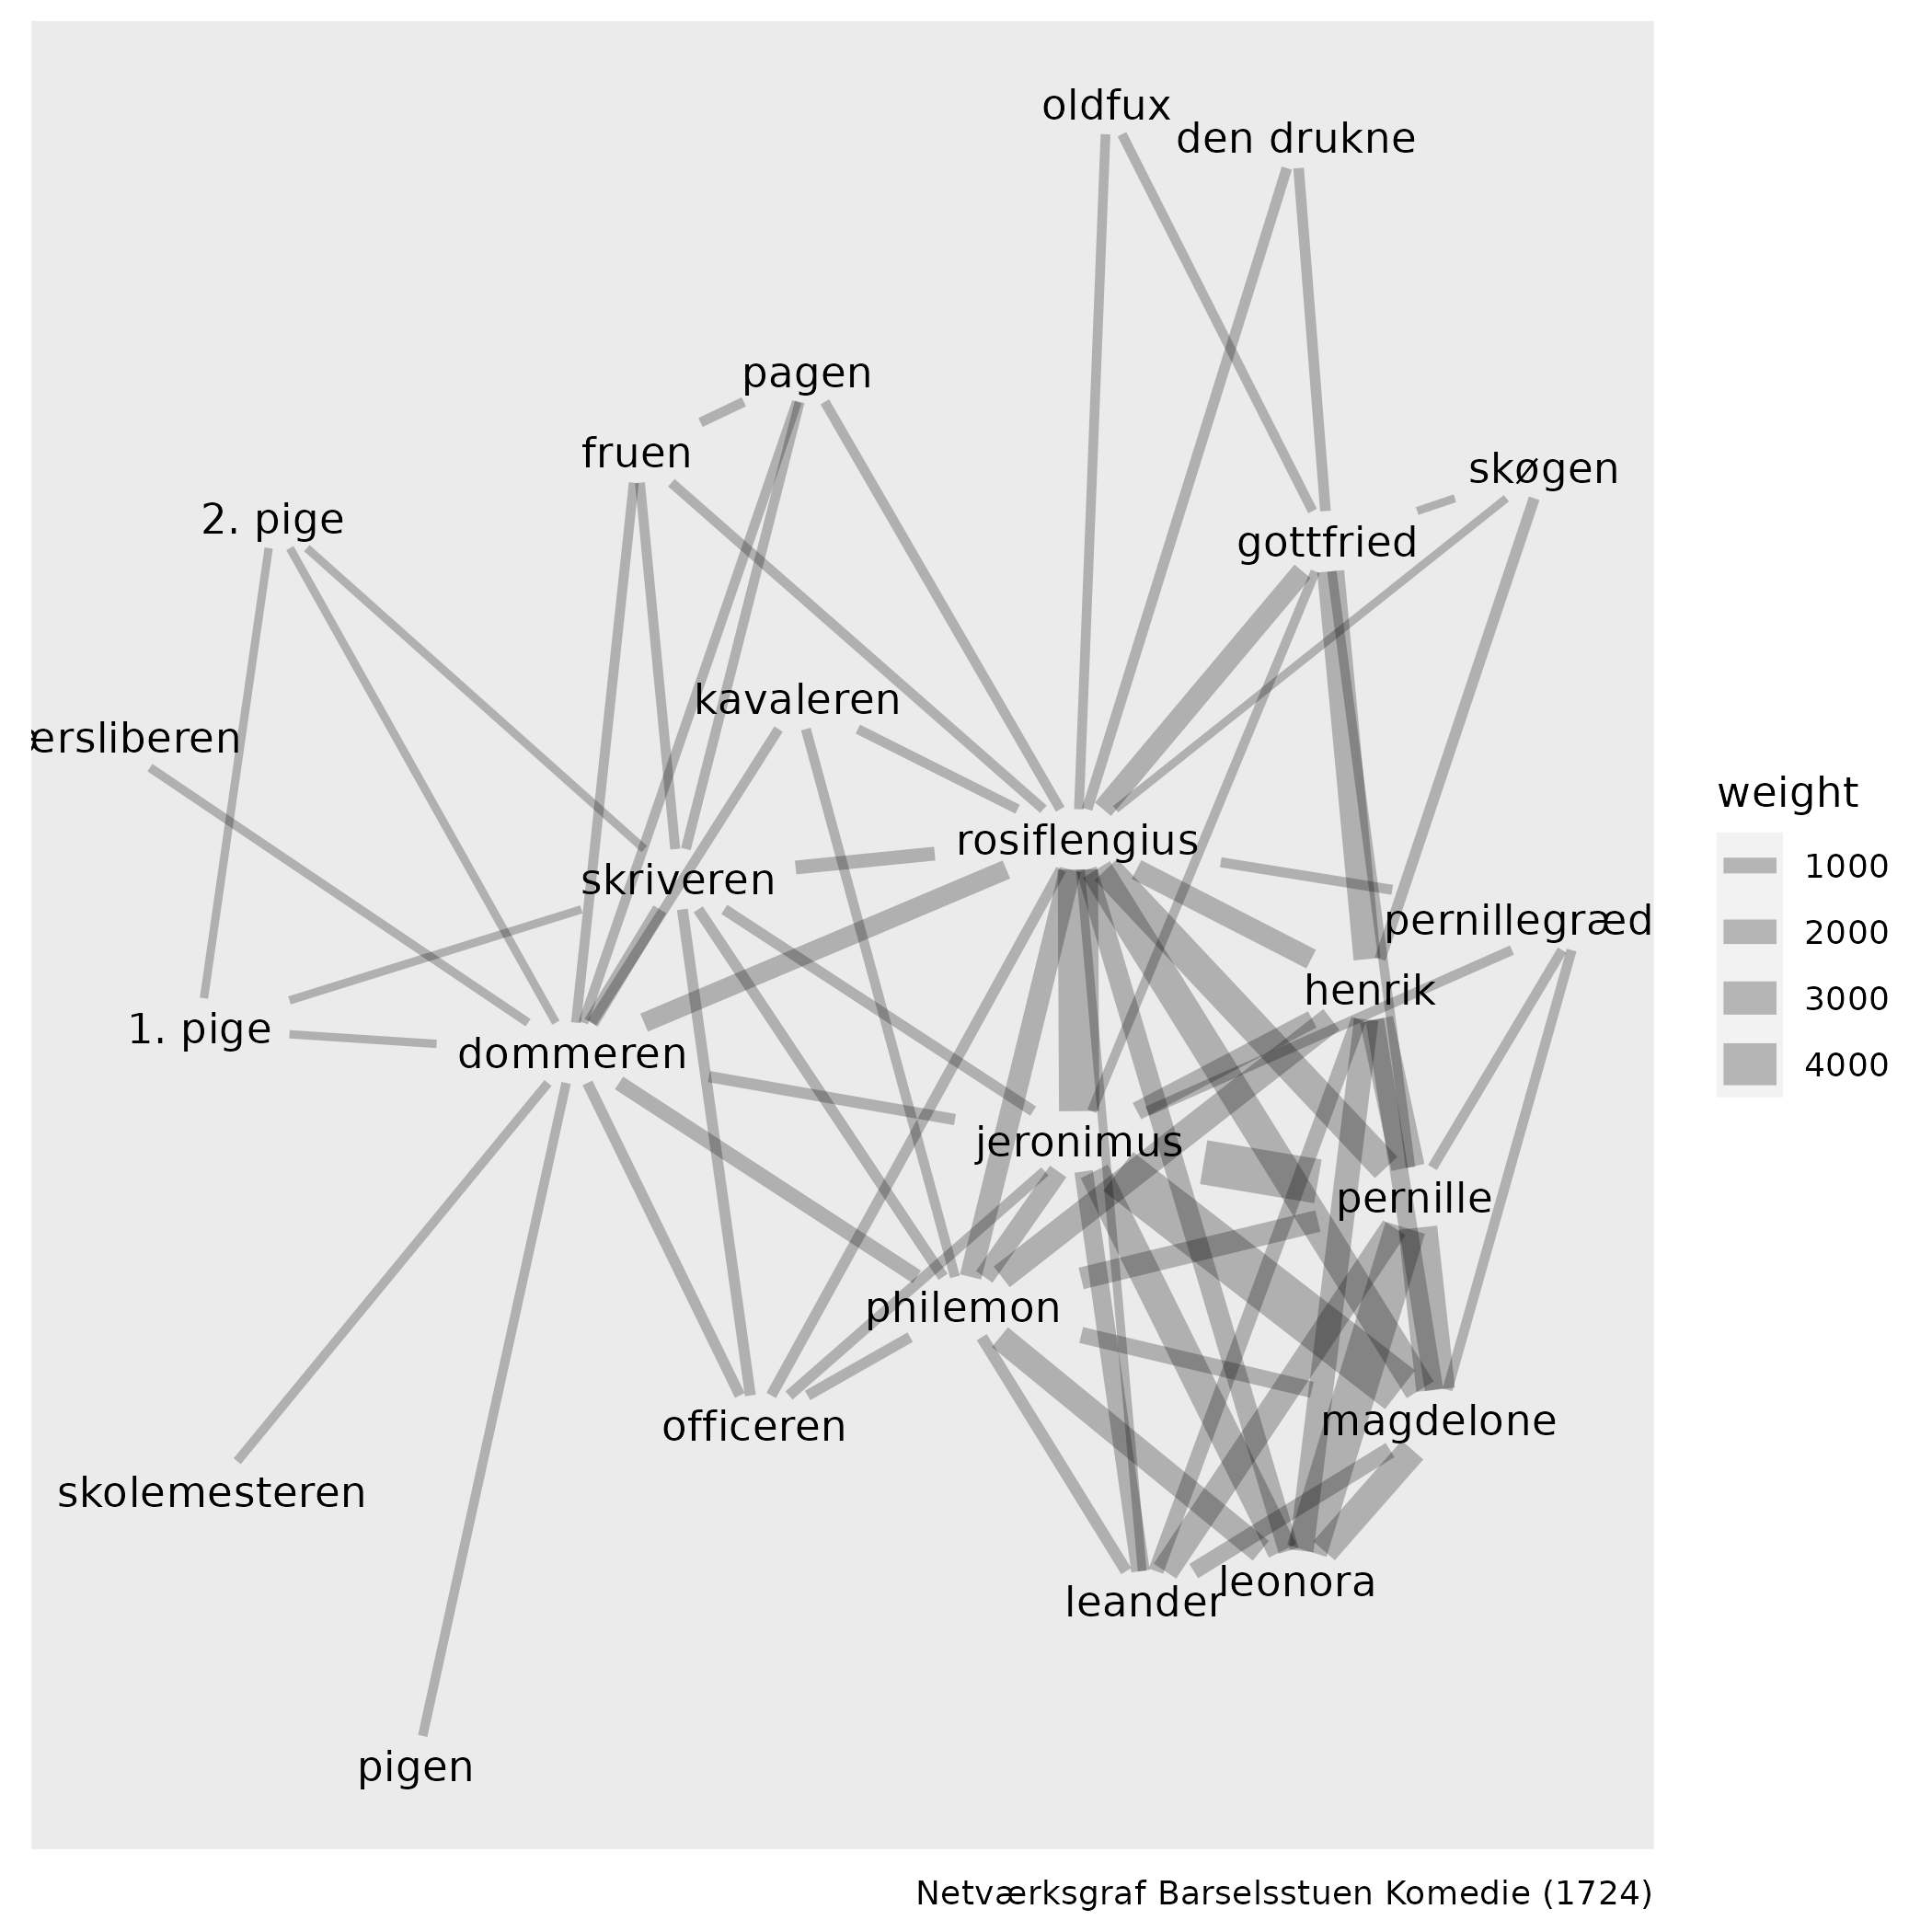 oldfux
den drukne
pagen
fruen
skøgen
2. pige
gottfried
kavaleren
ærsliberen
rosiflengius
skriveren
pernillegræd
henrik
1. pige
dommeren
jeronimus
pernille
philemon
magdelone
officeren
skolemesteren
leonora
leander
pigen
weight
1000
2000
3000
4000
Netværksgraf Barselsstuen Komedie (1724)